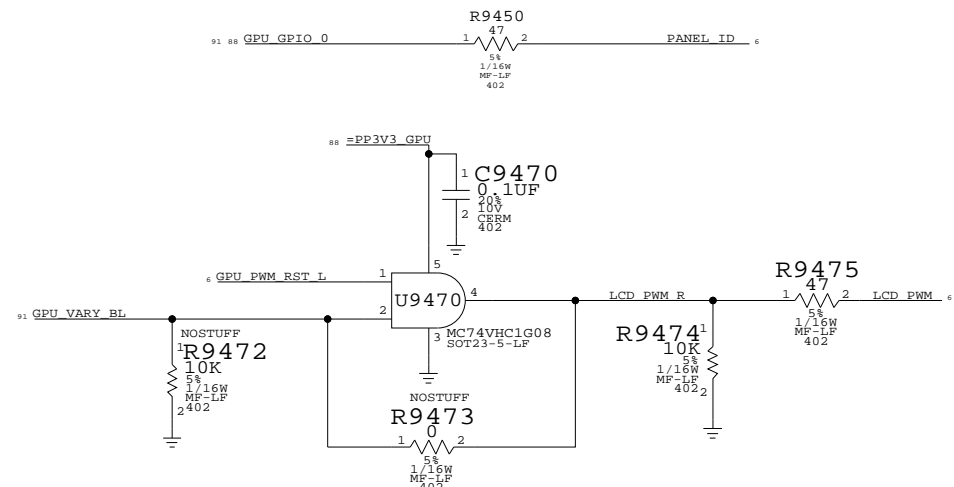 R9450
47
91 88 GPU_GPIO_0
1
2
PANEL_ID 6
5%
1/16W
MF-LF
402
88 =PP3V3_GPU
1
C9470
0.1UF
20%
10V
2
CERM
402
5
6 GPU_PWM_RST_L
1
R9475
47
U9470
4
LCD_PWM_R
1
2
LCD_PWM 6
91 GPU_VARY_BL
2
5%
1/16W
MF-LF
402
3
MC74VHC1G08
SOT23-5-LF
NOSTUFF
1
R9472
10K
5%
1/16W
MF-LF
2
402
R9474
1
10K
5%
1/16W
MF-LF
402
2
NOSTUFF
R9473
0
1
2
5%
1/16W
MF-LF
402